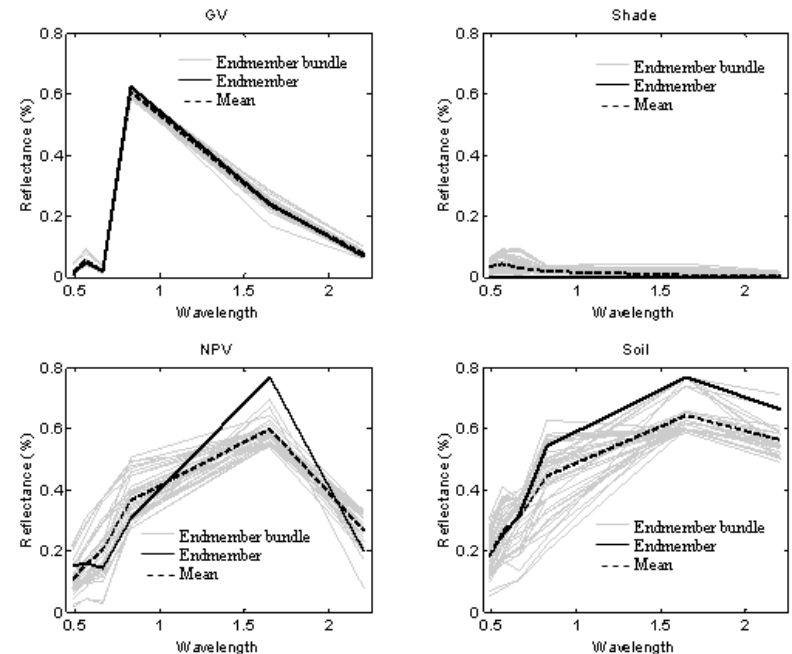 GV
0.8
0.6
0.4
0.2
0
Reflectance (%)
Endmember bundle
Endmember
Mean
0.5
1
1.5
2
Wavelength
Shade
0.8
0.6
0.4
0.2
0
Reflectance (%)
Endmember bundle
Endmember
Mean
0.5
1
1.5
2
Wavelength
NPV
0.8
0.6
0.4
0.2
0
Reflectance (%)
Endmember bundle
Endmember
Mean
0.5
1
1.5
2
Wavelength
Soil
0.8
0.6
0.4
0.2
0
Reflectance (%)
Endmember bundle
Endmember
Mean
0.5
1
1.5
2
Wavelength